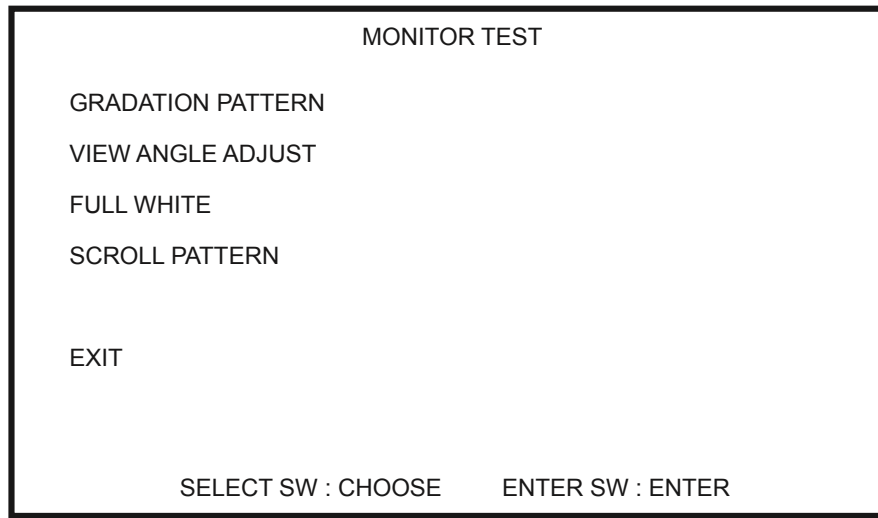 MONITOR TEST
GRADATION PATTERN
VIEW ANGLE ADJUST
FULL WHITE
SCROLL PATTERN
EXIT
SELECT SW : CHOOSE ENTER SW : ENTER